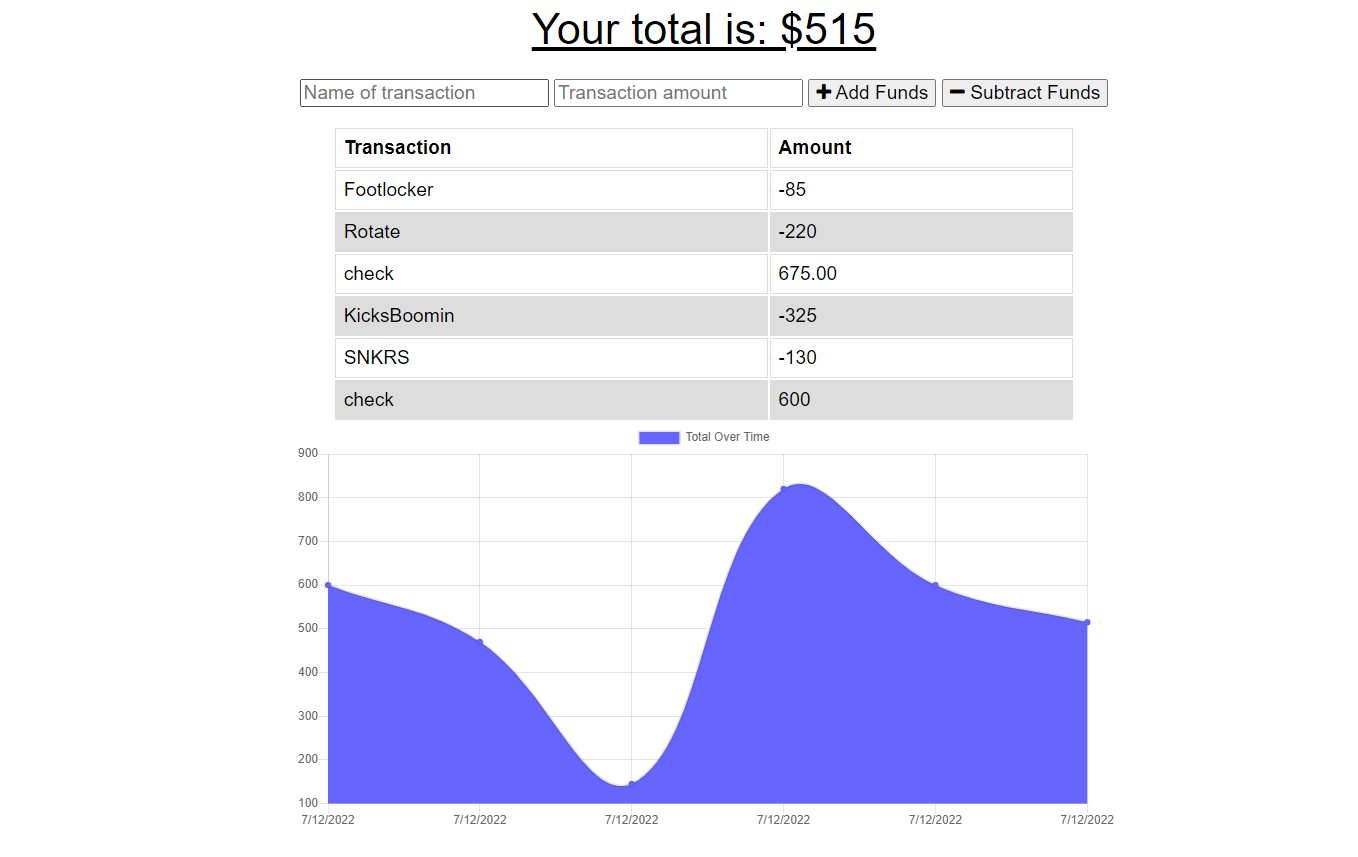 Your total is: $515
Name of transaction Transaction amount Add Funds Subtract Funds
Transaction Amount
Footlocker -85
Rotate -220
check 675.00
KicksBoomin -325
SNKRS -130
check 600
Total Over Time
900
800
700
600
500
400
300
200
100
7/12/2022 7/12/2022 7/12/2022 7/12/2022 7/12/2022 7/12/2022